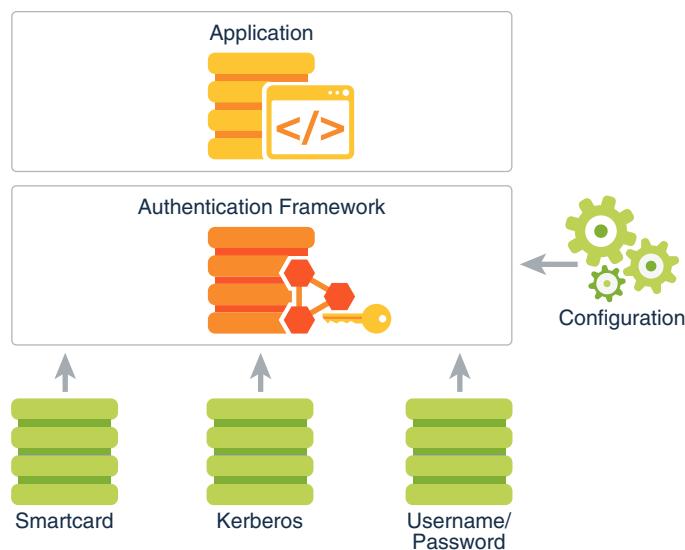 Application
</>
Authentication Framework
Configuration
Smartcard
Kerberos
Username/
Password